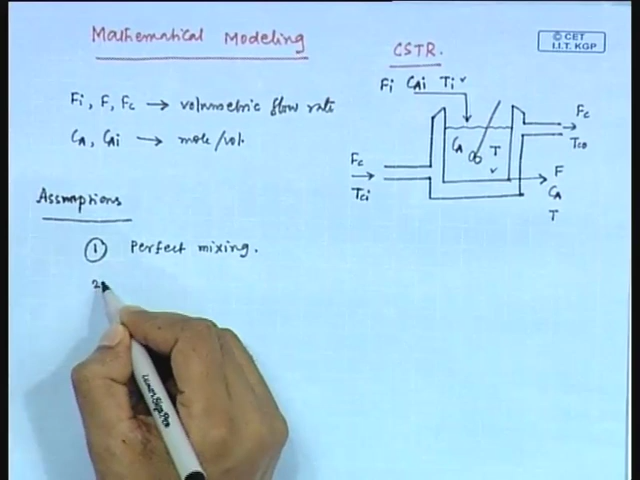 Mathematical Modeling
© CET
I.I.T. KGP
CSTR.
Fi CAi Ti
Fi, F, Fc → volumetric flow rate
CA, CAi → mole/vol.
Fc
Tco
CA T
Fc
Tci
F
CA
T
Assumptions
① Perfect mixing.
2